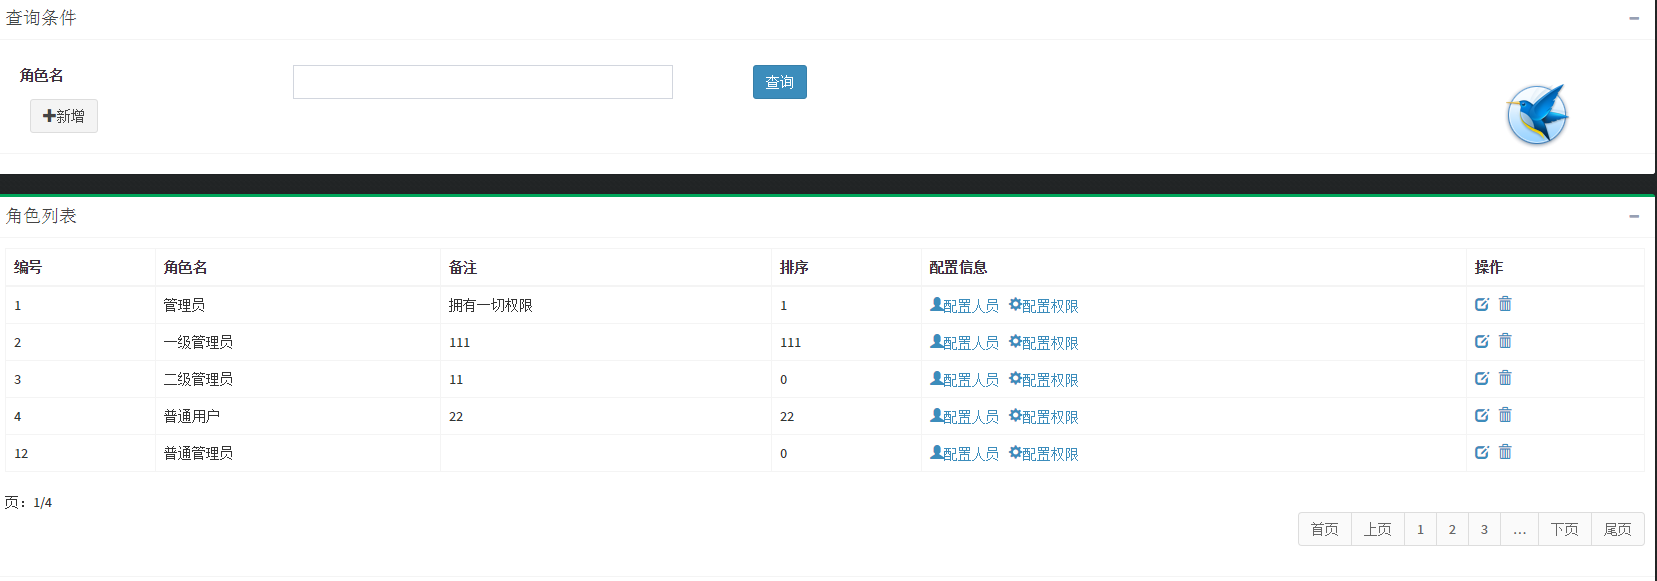 查询条件
角色名 查询
新增
角色列表
编号 角色名 备注 排序 配置信息 操作
1 管理员 拥有一切权限 1 配置人员 配置权限
2 一级管理员 111 111 配置人员 配置权限
3 二级管理员 11 0 配置人员 配置权限
4 普通用户 22 22 配置人员 配置权限
12 普通管理员 0 配置人员 配置权限
页：1/4
首页 上页 1 2 3 … 下页 尾页